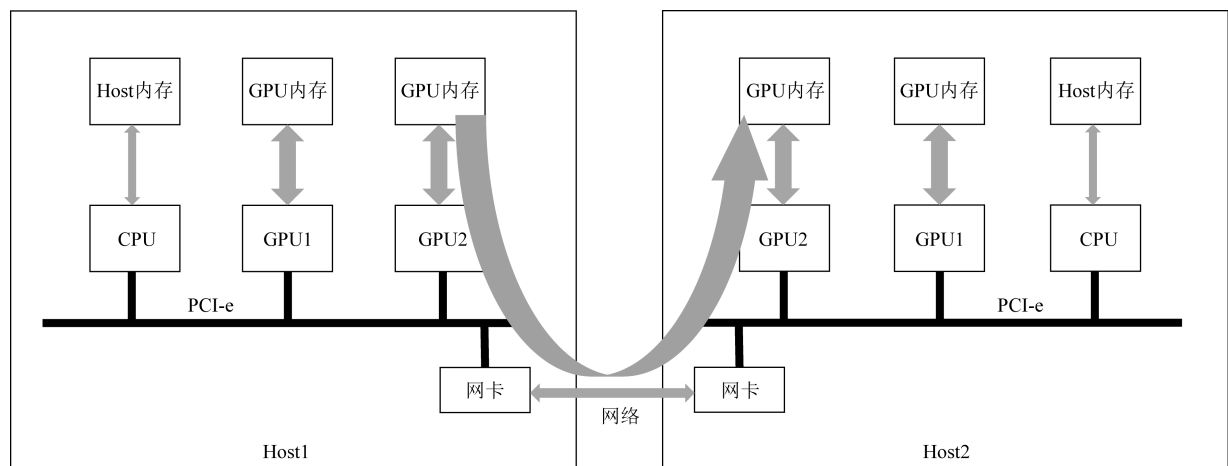 Host内存 GPU内存 GPU内存 GPU内存 GPU内存 Host内存
CPU GPU1 GPU2 GPU2 GPU1 CPU
PCI-e PCI-e
网卡 网卡
网络
Host1 Host2